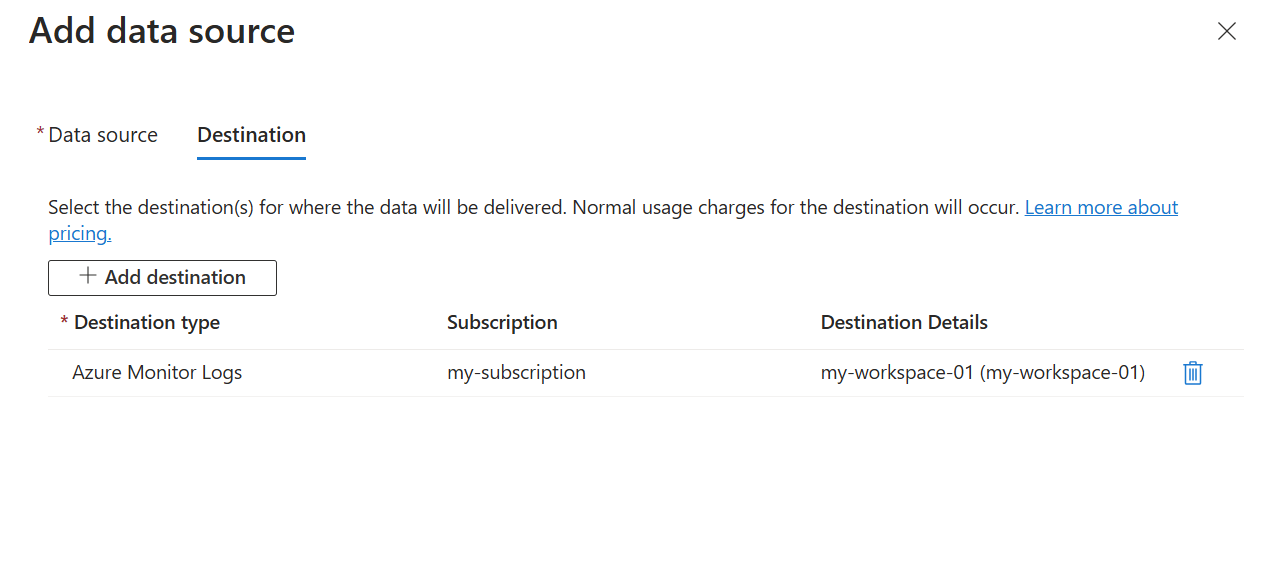 Add data source
* Data source Destination
Select the destination(s) for where the data will be delivered. Normal usage charges for the destination will occur. Learn more about
pricing.
+ Add destination
* Destination type Subscription Destination Details
Azure Monitor Logs my-subscription my-workspace-01 (my-workspace-01)